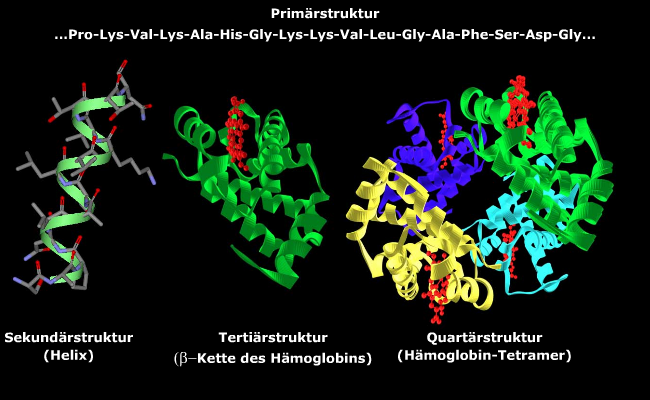 Primärstruktur
...Pro-Lys-Val-Lys-Ala-His-Gly-Lys-Lys-Val-Leu-Gly-Ala-Phe-Ser-Asp-Gly...
Sekundärstruktur
(Helix)
Tertiärstruktur
(β–Kette des Hämoglobins)
Quartärstruktur
(Hämoglobin-Tetramer)